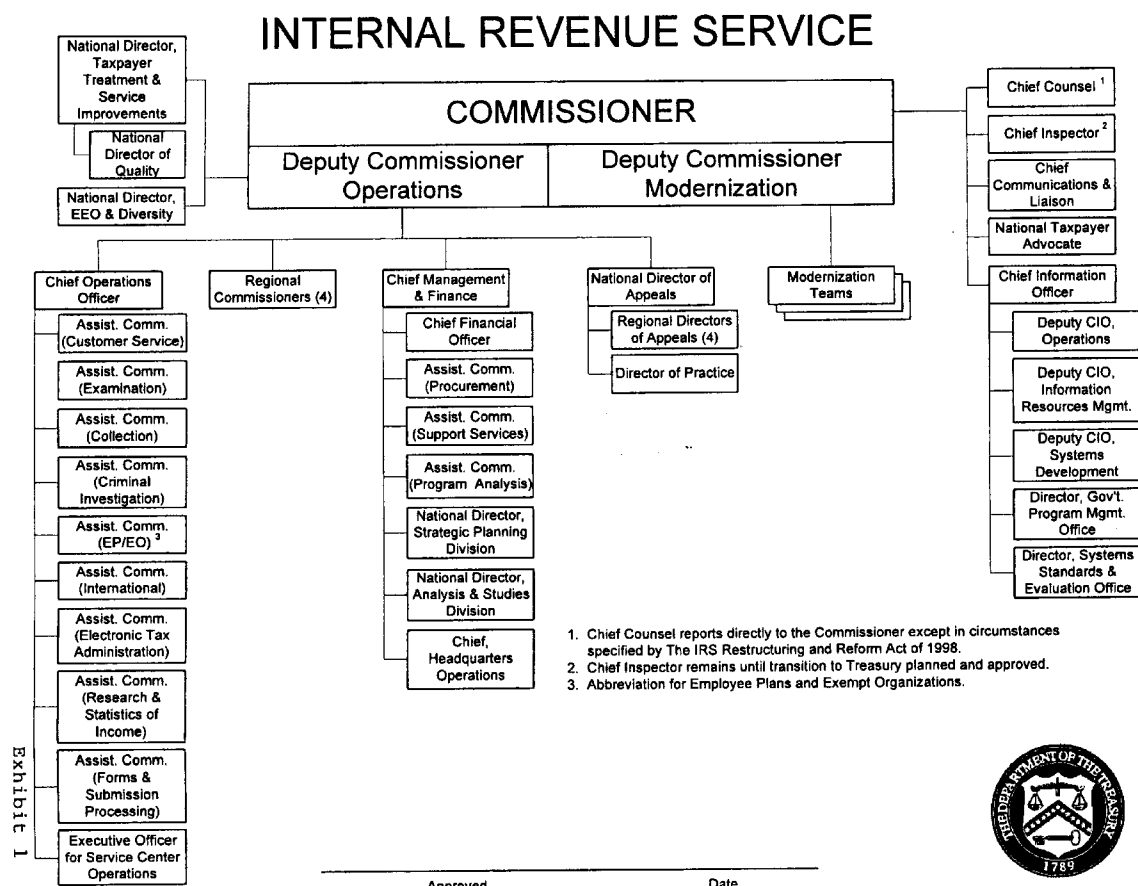 INTERNAL REVENUE SERVICE
National Director,
Taxpayer
Treatment &
Service
Improvements
National
Director of
Quality
National Director,
EEO & Diversity
COMMISSIONER
Deputy Commissioner
Operations
Deputy Commissioner
Modernization
Chief Counsel 1
Chief Inspector 2
Chief
Communications &
Liaison
National Taxpayer
Advocate
Chief Information
Officer
Deputy CIO,
Operations
Deputy CIO,
Information
Resources Mgmt.
Deputy CIO,
Systems
Development
Director, Gov't.
Program Mgmt.
Office
Director, Systems
Standards &
Evaluation Office
Chief Operations
Officer
Assist. Comm.
(Customer Service)
Assist. Comm.
(Examination)
Assist. Comm.
(Collection)
Assist. Comm.
(Criminal
Investigation)
Assist. Comm.
(EP/EO) 3
Assist. Comm.
(International)
Assist. Comm.
(Electronic Tax
Administration)
Assist. Comm.
(Research &
Statistics of
Income)
Assist. Comm.
(Forms &
Submission
Processing)
Executive Officer
for Service Center
Operations
Regional
Commissioners (4)
Chief Management
& Finance
Chief Financial
Officer
Assist. Comm.
(Procurement)
Assist. Comm.
(Support Services)
Assist. Comm.
(Program Analysis)
National Director,
Strategic Planning
Division
National Director,
Analysis & Studies
Division
Chief,
Headquarters
Operations
National Director of
Appeals
Regional Directors
of Appeals (4)
Director of Practice
Modernization
Teams
1. Chief Counsel reports directly to the Commissioner except in circumstances
specified by The IRS Restructuring and Reform Act of 1998.
2. Chief Inspector remains until transition to Treasury planned and approved.
3. Abbreviation for Employee Plans and Exempt Organizations.
Exhibit 1
THE DEPARTMENT OF THE TREASURY
1789
Approved
Date